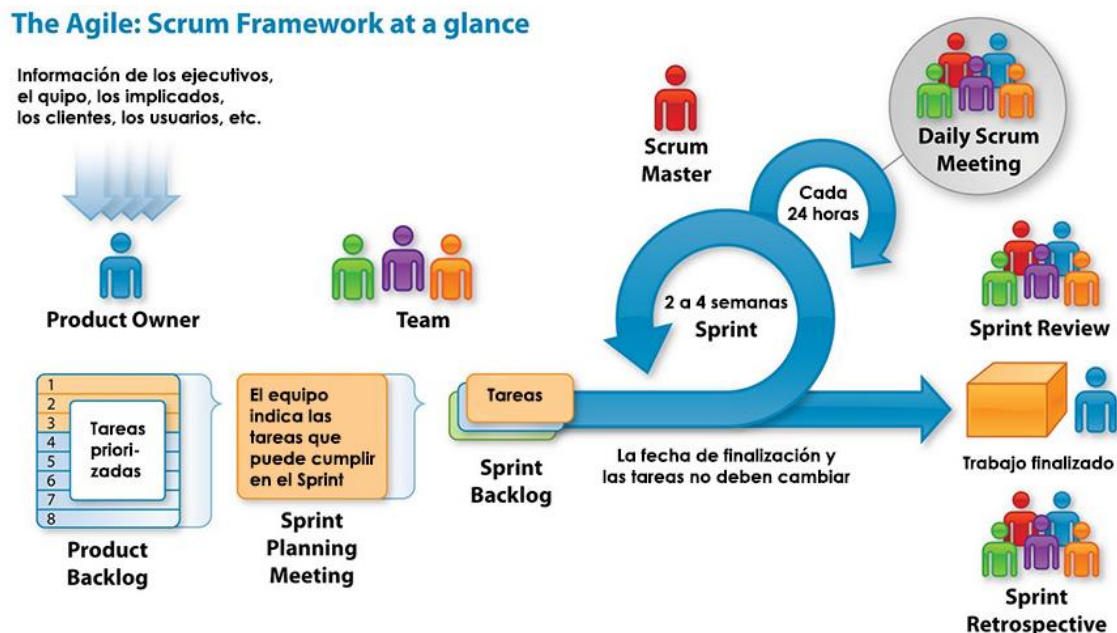 The Agile: Scrum Framework at a glance
Información de los ejecutivos,
el quipo, los implicados,
los clientes, los usuarios, etc.
Product Owner
Team
Scrum
Master
Cada
24 horas
Daily Scrum
Meeting
2 a 4 semanas
Sprint
Sprint Review
1
2
3
4
5
6
7
8
Tareas
priori-
zadas
Product
Backlog
El equipo
indica las
tareas que
puede cumplir
en el Sprint
Sprint
Planning
Meeting
Tareas
Sprint
Backlog
La fecha de finalización y
las tareas no deben cambiar
Trabajo finalizado
Sprint
Retrospective